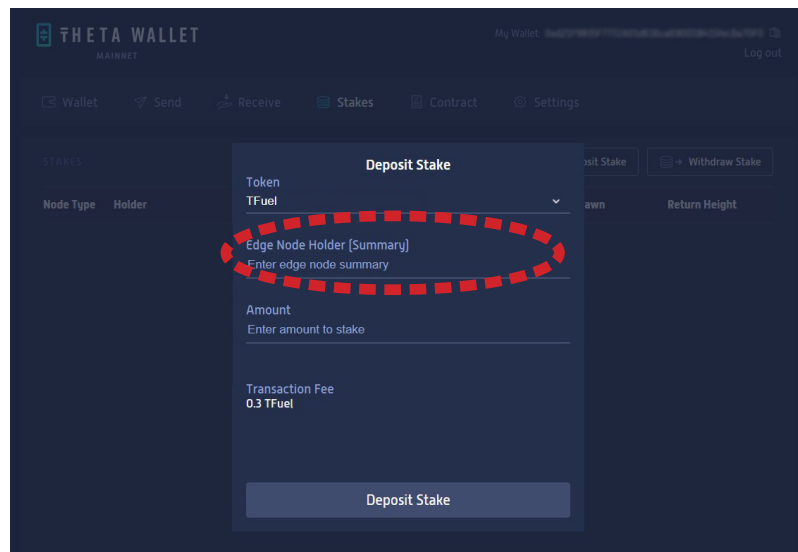 THETA WALLET
MAINNET
My Wallet:
Log out
Wallet Send Receive Stakes Contract Settings
STAKES
Deposit Stake
osit Stake
Withdraw Stake
Token
TFuel
Node Type Holder
awn
Return Height
Edge Node Holder (Summary)
Enter edge node summary
Amount
Enter amount to stake
Transaction Fee
0.3 TFuel
Deposit Stake